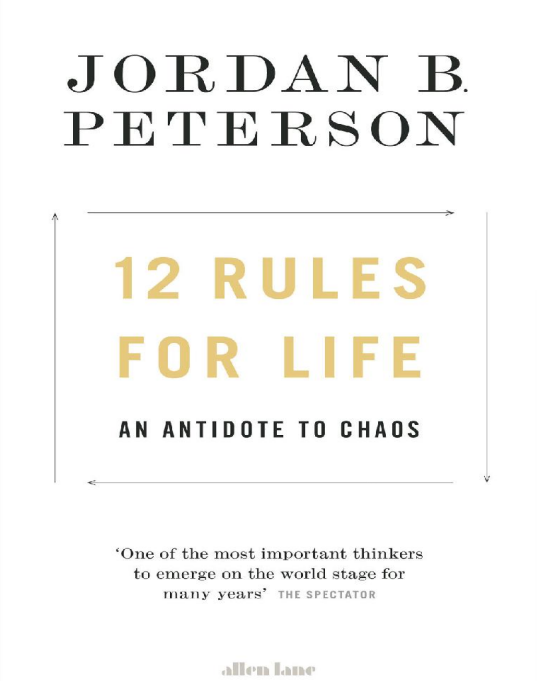 JORDAN B.
PETERSON
12 RULES
FOR LIFE
AN ANTIDOTE TO CHAOS
‘One of the most important thinkers
to emerge on the world stage for
many years’ THE SPECTATOR
allen lane